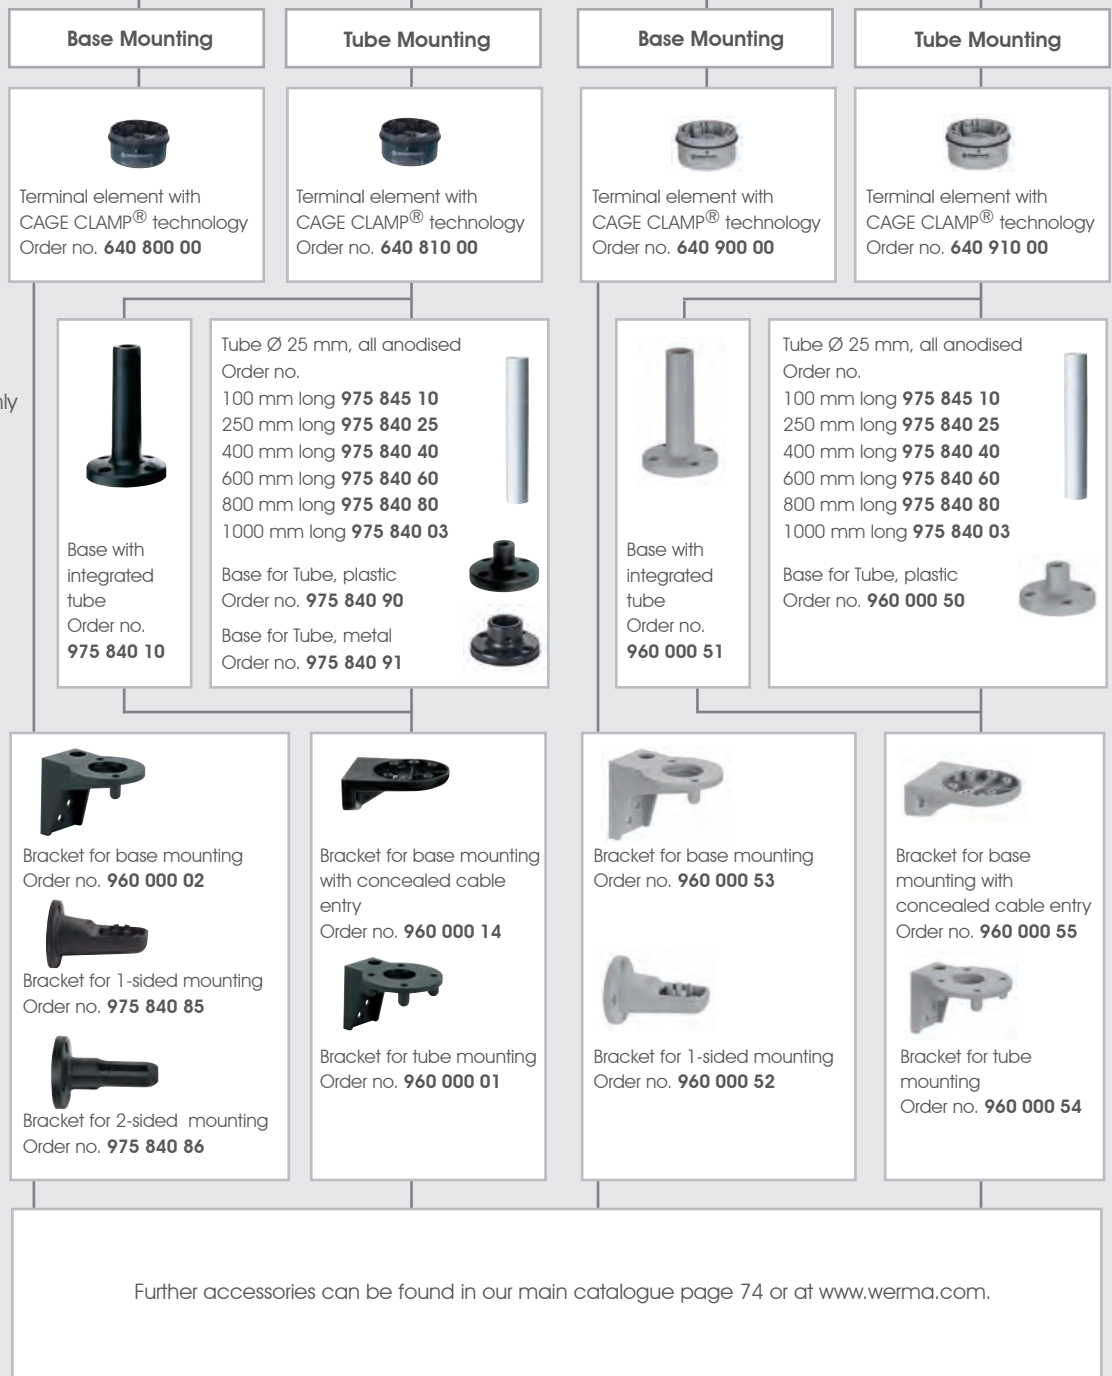 Base Mounting
Tube Mounting
Base Mounting
Tube Mounting
Terminal element with
CAGE CLAMP® technology
Order no. 640 800 00
Terminal element with
CAGE CLAMP® technology
Order no. 640 810 00
Terminal element with
CAGE CLAMP® technology
Order no. 640 900 00
Terminal element with
CAGE CLAMP® technology
Order no. 640 910 00
Base with
integrated
tube
Order no.
975 840 10
Tube Ø 25 mm, all anodised
Order no.
100 mm long 975 845 10
250 mm long 975 840 25
400 mm long 975 840 40
600 mm long 975 840 60
800 mm long 975 840 80
1000 mm long 975 840 03
Base for Tube, plastic
Order no. 975 840 90
Base for Tube, metal
Order no. 975 840 91
Base with
integrated
tube
Order no.
960 000 51
Tube Ø 25 mm, all anodised
Order no.
100 mm long 975 845 10
250 mm long 975 840 25
400 mm long 975 840 40
600 mm long 975 840 60
800 mm long 975 840 80
1000 mm long 975 840 03
Base for Tube, plastic
Order no. 960 000 50
Bracket for base mounting
Order no. 960 000 02
Bracket for 1-sided mounting
Order no. 975 840 85
Bracket for 2-sided mounting
Order no. 975 840 86
Bracket for base mounting
with concealed cable
entry
Order no. 960 000 14
Bracket for tube mounting
Order no. 960 000 01
Bracket for base mounting
Order no. 960 000 53
Bracket for 1-sided mounting
Order no. 960 000 52
Bracket for base
mounting with
concealed cable entry
Order no. 960 000 55
Bracket for tube
mounting
Order no. 960 000 54
Further accessories can be found in our main catalogue page 74 or at www.werma.com.